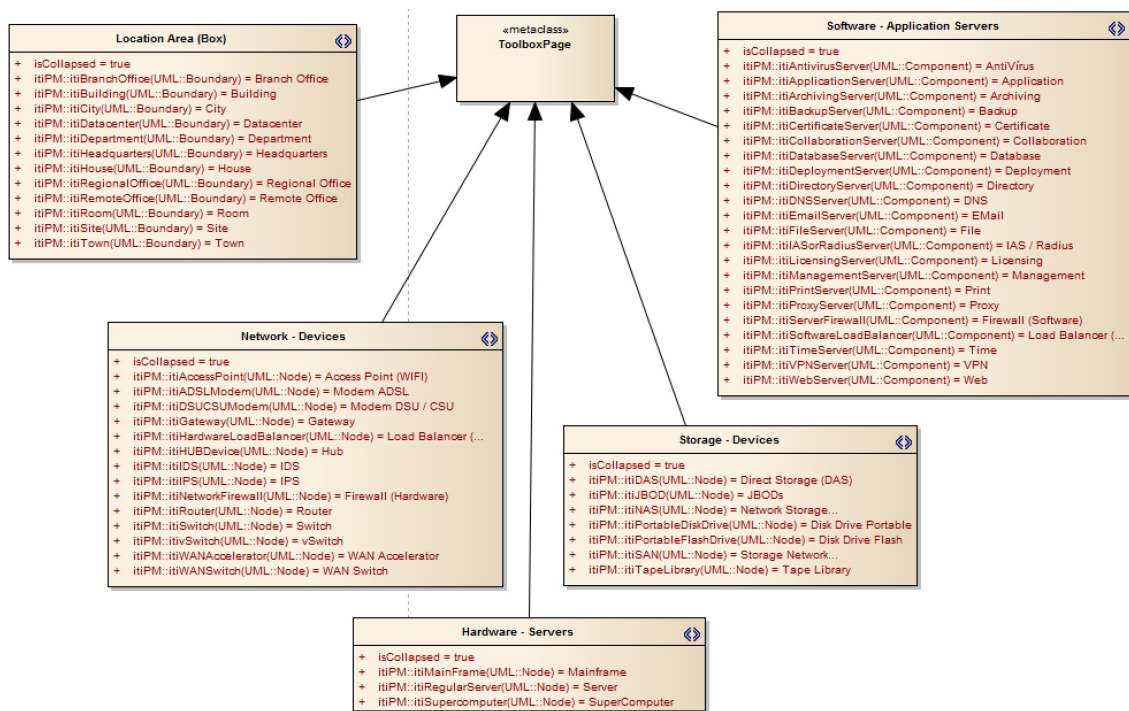 Location Area (Box)
+ isCollapsed = true
+ itiPM::itiBranchOffice(UML::Boundary) = Branch Office
+ itiPM::itiBuilding(UML::Boundary) = Building
+ itiPM::itiCity(UML::Boundary) = City
+ itiPM::itiDatacenter(UML::Boundary) = Datacenter
+ itiPM::itiDepartment(UML::Boundary) = Department
+ itiPM::itiHeadquarters(UML::Boundary) = Headquarters
+ itiPM::itiHouse(UML::Boundary) = House
+ itiPM::itiRegionalOffice(UML::Boundary) = Regional Office
+ itiPM::itiRemoteOffice(UML::Boundary) = Remote Office
+ itiPM::itiRoom(UML::Boundary) = Room
+ itiPM::itiSite(UML::Boundary) = Site
+ itiPM::itiTown(UML::Boundary) = Town
«metaclass»
ToolboxPage
Software - Application Servers
+ isCollapsed = true
+ itiPM::itiAntivirusServer(UML::Component) = AntiVírus
+ itiPM::itiApplicationServer(UML::Component) = Application
+ itiPM::itiArchivingServer(UML::Component) = Archiving
+ itiPM::itiBackupServer(UML::Component) = Backup
+ itiPM::itiCertificateServer(UML::Component) = Certificate
+ itiPM::itiCollaborationServer(UML::Component) = Collaboration
+ itiPM::itiDatabaseServer(UML::Component) = Database
+ itiPM::itiDeploymentServer(UML::Component) = Deployment
+ itiPM::itiDirectoryServer(UML::Component) = Directory
+ itiPM::itiDNSServer(UML::Component) = DNS
+ itiPM::itiEmailServer(UML::Component) = EMail
+ itiPM::itiFileServer(UML::Component) = File
+ itiPM::itiIASorRadiusServer(UML::Component) = IAS / Radius
+ itiPM::itiLicensingServer(UML::Component) = Licensing
+ itiPM::itiManagementServer(UML::Component) = Management
+ itiPM::itiPrintServer(UML::Component) = Print
+ itiPM::itiProxyServer(UML::Component) = Proxy
+ itiPM::itiServerFirewall(UML::Component) = Firewall (Software)
+ itiPM::itiSoftwareLoadBalancer(UML::Component) = Load Balancer (...
+ itiPM::itiTimeServer(UML::Component) = Time
+ itiPM::itiVPNServer(UML::Component) = VPN
+ itiPM::itiWebServer(UML::Component) = Web
Network - Devices
+ isCollapsed = true
+ itiPM::itiAccessPoint(UML::Node) = Access Point (WIFI)
+ itiPM::itiADSLModem(UML::Node) = Modem ADSL
+ itiPM::itiDSUCSUModem(UML::Node) = Modem DSU / CSU
+ itiPM::itiGateway(UML::Node) = Gateway
+ itiPM::itiHardwareLoadBalancer(UML::Node) = Load Balancer (...
+ itiPM::itiHUBDevice(UML::Node) = Hub
+ itiPM::itiIDS(UML::Node) = IDS
+ itiPM::itiIPS(UML::Node) = IPS
+ itiPM::itiNetworkFirewall(UML::Node) = Firewall (Hardware)
+ itiPM::itiRouter(UML::Node) = Router
+ itiPM::itiSwitch(UML::Node) = Switch
+ itiPM::itivSwitch(UML::Node) = vSwitch
+ itiPM::itiWANAccelerator(UML::Node) = WAN Accelerator
+ itiPM::itiWANSwitch(UML::Node) = WAN Switch
Storage - Devices
+ isCollapsed = true
+ itiPM::itiDAS(UML::Node) = Direct Storage (DAS)
+ itiPM::itiJBOD(UML::Node) = JBODs
+ itiPM::itiNAS(UML::Node) = Network Storage...
+ itiPM::itiPortableDiskDrive(UML::Node) = Disk Drive Portable
+ itiPM::itiPortableFlashDrive(UML::Node) = Disk Drive Flash
+ itiPM::itiSAN(UML::Node) = Storage Network...
+ itiPM::itiTapeLibrary(UML::Node) = Tape Library
Hardware - Servers
+ isCollapsed = true
+ itiPM::itiMainFrame(UML::Node) = Mainframe
+ itiPM::itiRegularServer(UML::Node) = Server
+ itiPM::itiSupercomputer(UML::Node) = SuperComputer